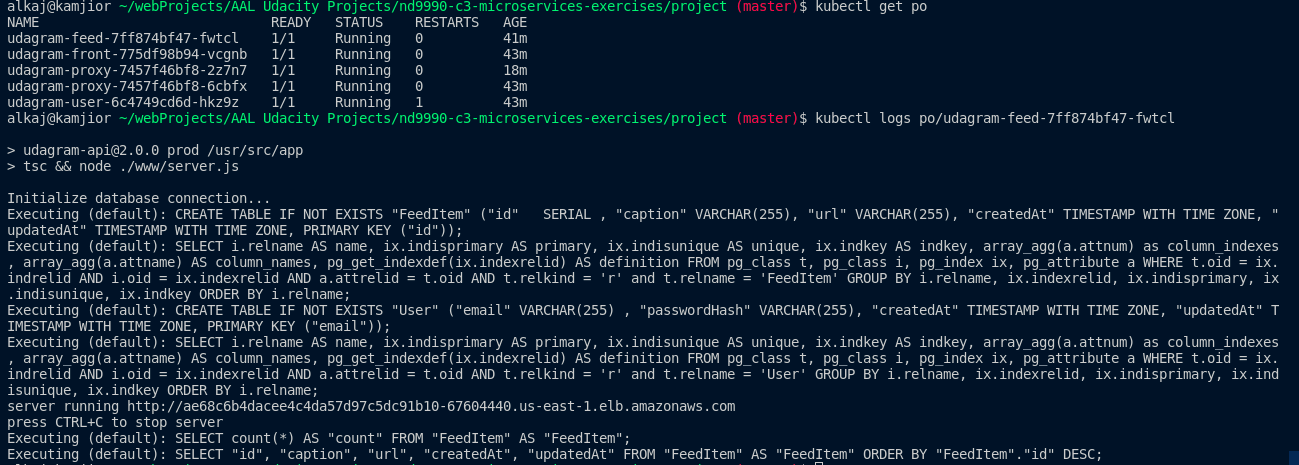 alkaj@kamjior ~/webProjects/AAL Udacity Projects/nd9990-c3-microservices-exercises/project (master)$ kubectl get po
NAME                             READY   STATUS    RESTARTS   AGE
udagram-feed-7ff874bf47-fwtcl    1/1     Running   0          41m
udagram-front-775df98b94-vcgnb   1/1     Running   0          43m
udagram-proxy-7457f46bf8-2z7n7   1/1     Running   0          18m
udagram-proxy-7457f46bf8-6cbfx   1/1     Running   0          43m
udagram-user-6c4749cd6d-hkz9z    1/1     Running   1          43m
alkaj@kamjior ~/webProjects/AAL Udacity Projects/nd9990-c3-microservices-exercises/project (master)$ kubectl logs po/udagram-feed-7ff874bf47-fwtcl
> udagram-api@2.0.0 prod /usr/src/app
> tsc && node ./www/server.js
Initialize database connection...
Executing (default): CREATE TABLE IF NOT EXISTS "FeedItem" ("id"   SERIAL , "caption" VARCHAR(255), "url" VARCHAR(255), "createdAt" TIMESTAMP WITH TIME ZONE, "
updatedAt" TIMESTAMP WITH TIME ZONE, PRIMARY KEY ("id"));
Executing (default): SELECT i.relname AS name, ix.indisprimary AS primary, ix.indisunique AS unique, ix.indkey AS indkey, array_agg(a.attnum) as column_indexes
, array_agg(a.attname) AS column_names, pg_get_indexdef(ix.indexrelid) AS definition FROM pg_class t, pg_class i, pg_index ix, pg_attribute a WHERE t.oid = ix.
indrelid AND i.oid = ix.indexrelid AND a.attrelid = t.oid AND t.relkind = 'r' and t.relname = 'FeedItem' GROUP BY i.relname, ix.indexrelid, ix.indisprimary, ix
.indisunique, ix.indkey ORDER BY i.relname;
Executing (default): CREATE TABLE IF NOT EXISTS "User" ("email" VARCHAR(255) , "passwordHash" VARCHAR(255), "createdAt" TIMESTAMP WITH TIME ZONE, "updatedAt" T
IMESTAMP WITH TIME ZONE, PRIMARY KEY ("email"));
Executing (default): SELECT i.relname AS name, ix.indisprimary AS primary, ix.indisunique AS unique, ix.indkey AS indkey, array_agg(a.attnum) as column_indexes
, array_agg(a.attname) AS column_names, pg_get_indexdef(ix.indexrelid) AS definition FROM pg_class t, pg_class i, pg_index ix, pg_attribute a WHERE t.oid = ix.
indrelid AND i.oid = ix.indexrelid AND a.attrelid = t.oid AND t.relkind = 'r' and t.relname = 'User' GROUP BY i.relname, ix.indexrelid, ix.indisprimary, ix.ind
isunique, ix.indkey ORDER BY i.relname;
server running http://ae68c6b4dacee4c4da57d97c5dc91b10-67604440.us-east-1.elb.amazonaws.com
press CTRL+C to stop server
Executing (default): SELECT count(*) AS "count" FROM "FeedItem" AS "FeedItem";
Executing (default): SELECT "id", "caption", "url", "createdAt", "updatedAt" FROM "FeedItem" AS "FeedItem" ORDER BY "FeedItem"."id" DESC;